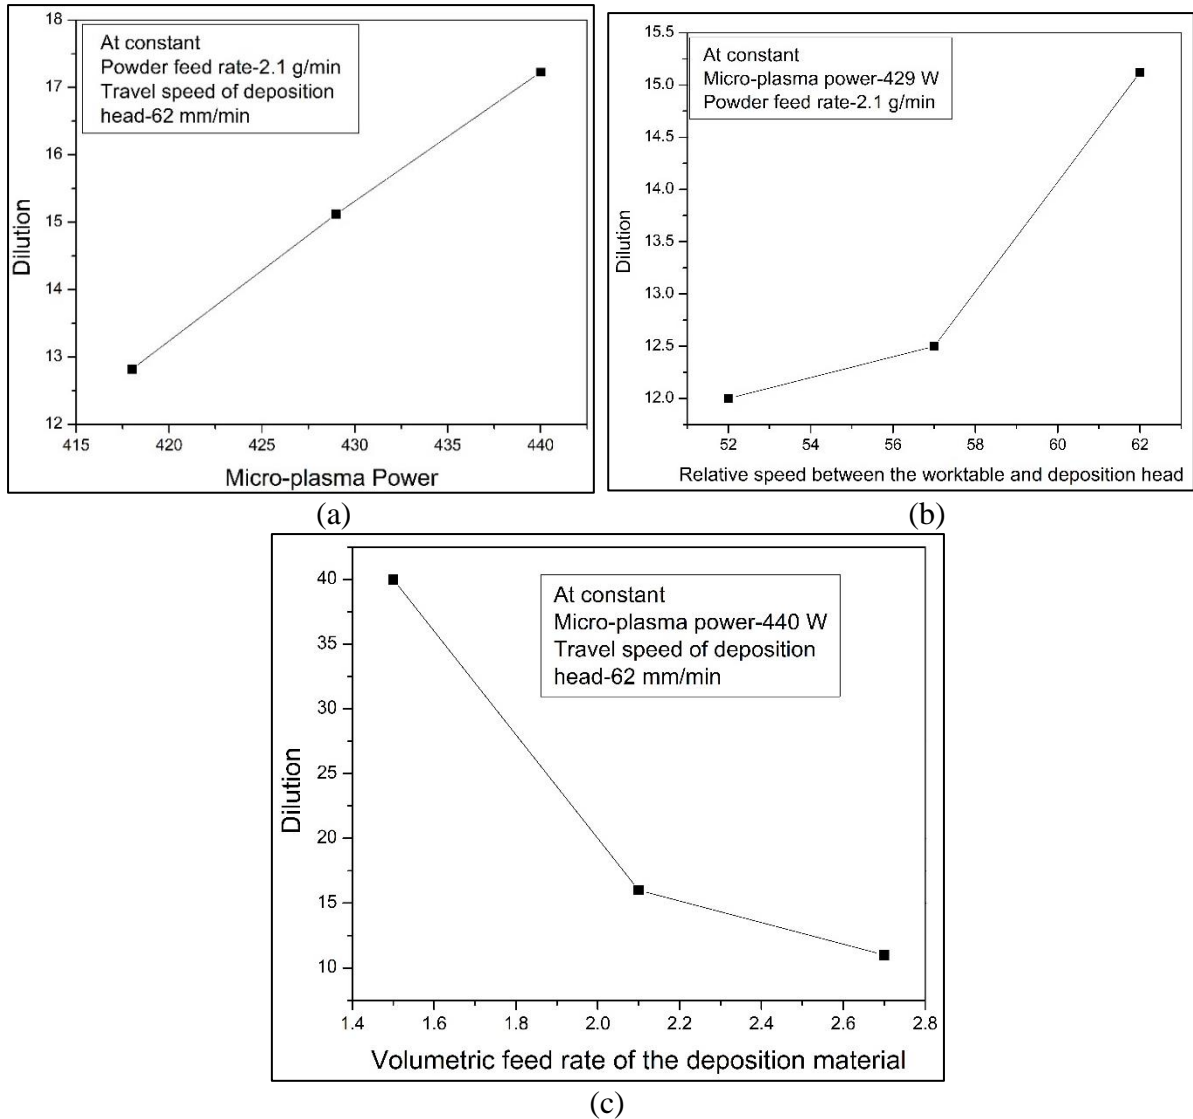 18
17
16
15
14
13
12
Dilution
At constant
Powder feed rate-2.1 g/min
Travel speed of deposition
head-62 mm/min
415 420 425 430 435 440
Micro-plasma Power
(a)
15.5
15.0
14.5
14.0
13.5
13.0
12.5
12.0
Dilution
At constant
Micro-plasma power-429 W
Powder feed rate-2.1 g/min
52 54 56 58 60 62
Relative speed between the worktable and deposition head
(b)
40
35
30
25
20
15
10
Dilution
At constant
Micro-plasma power-440 W
Travel speed of deposition
head-62 mm/min
1.4 1.6 1.8 2.0 2.2 2.4 2.6 2.8
Volumetric feed rate of the deposition material
(c)